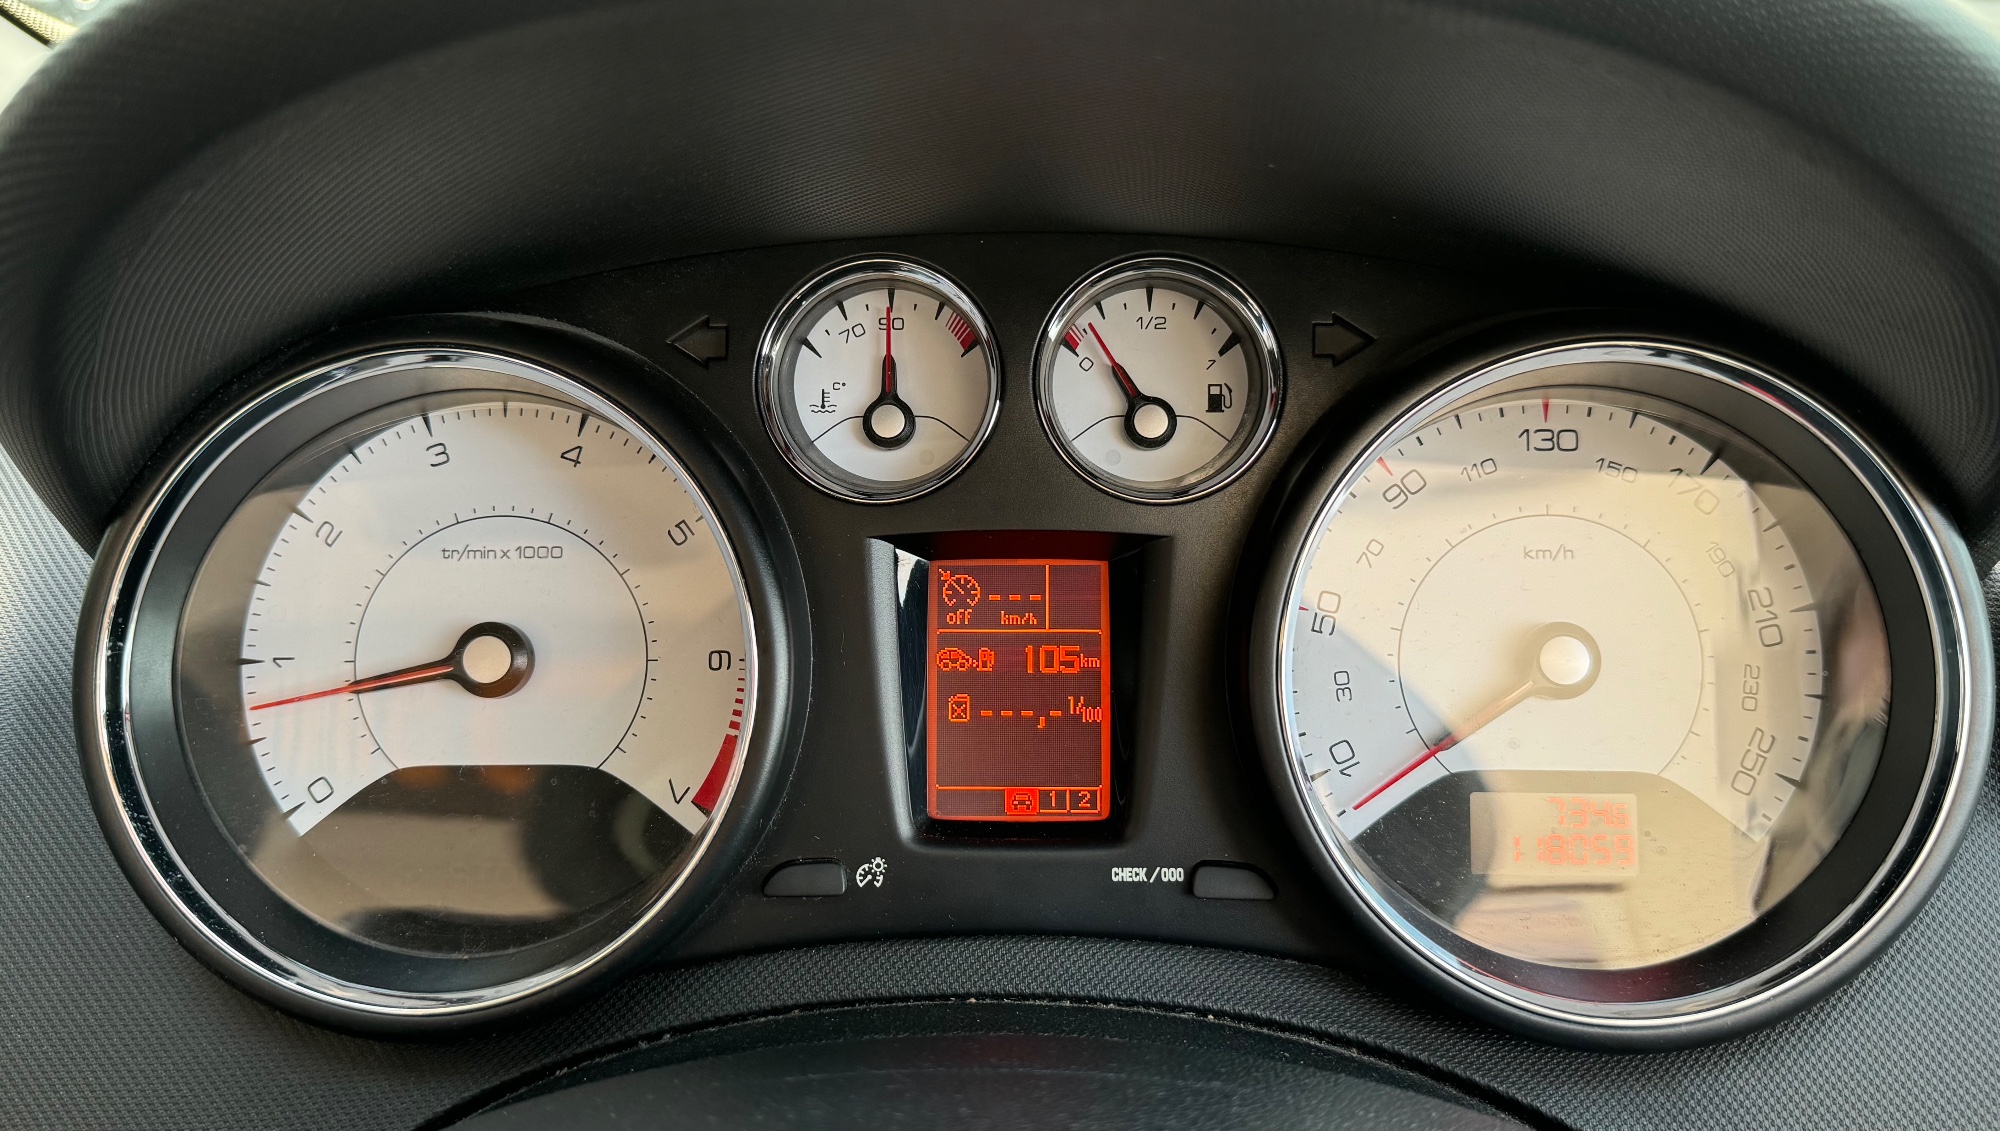 70 90
C°
0 1/2 1
0 1 2 3 4 5 6 7
tr/min x 1000
off --- km/h
105 km
---,- l/100
1 2
CHECK / 000
10 30 50 70 90 110 130 150 170 190 210 230 250
km/h
118059